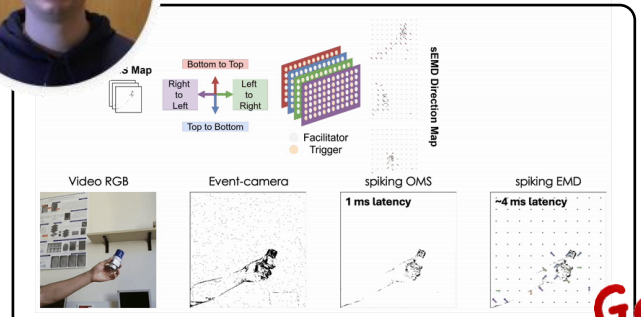 Map
Bottom to Top
Right
to
Left
Left
to
Right
Top to Bottom
Facilitator
Trigger
sEMD Direction Map
Video RGB
Event-camera
spiking OMS
spiking EMD
1 ms latency
~4 ms latency